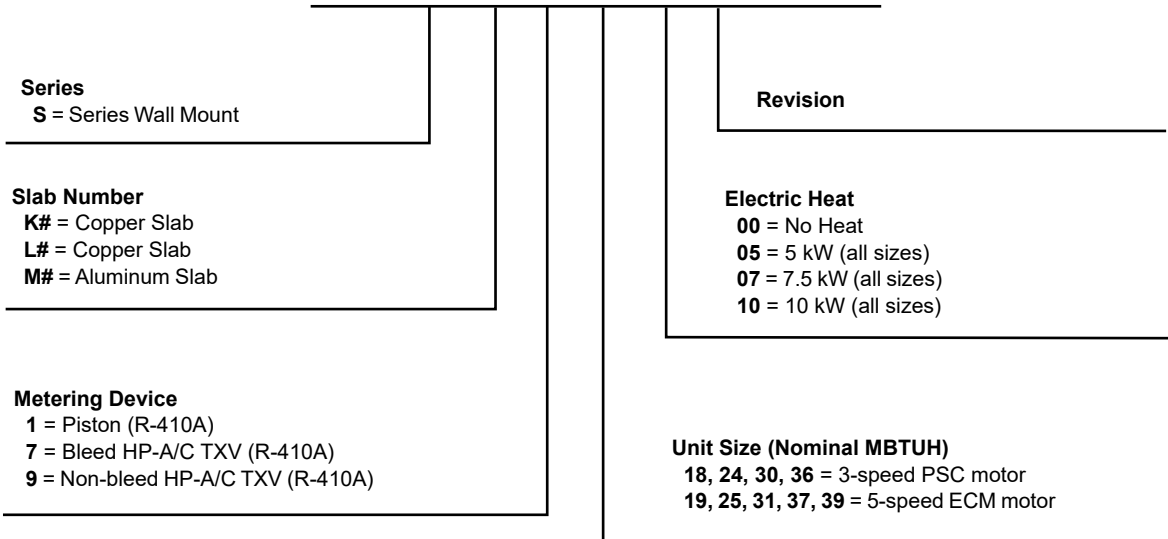 Series
S = Series Wall Mount
Slab Number
K# = Copper Slab
L# = Copper Slab
M# = Aluminum Slab
Metering Device
1 = Piston (R-410A)
7 = Bleed HP-A/C TXV (R-410A)
9 = Non-bleed HP-A/C TXV (R-410A)
Revision
Electric Heat
00 = No Heat
05 = 5 kW (all sizes)
07 = 7.5 kW (all sizes)
10 = 10 kW (all sizes)
Unit Size (Nominal MBTUH)
18, 24, 30, 36 = 3-speed PSC motor
19, 25, 31, 37, 39 = 5-speed ECM motor